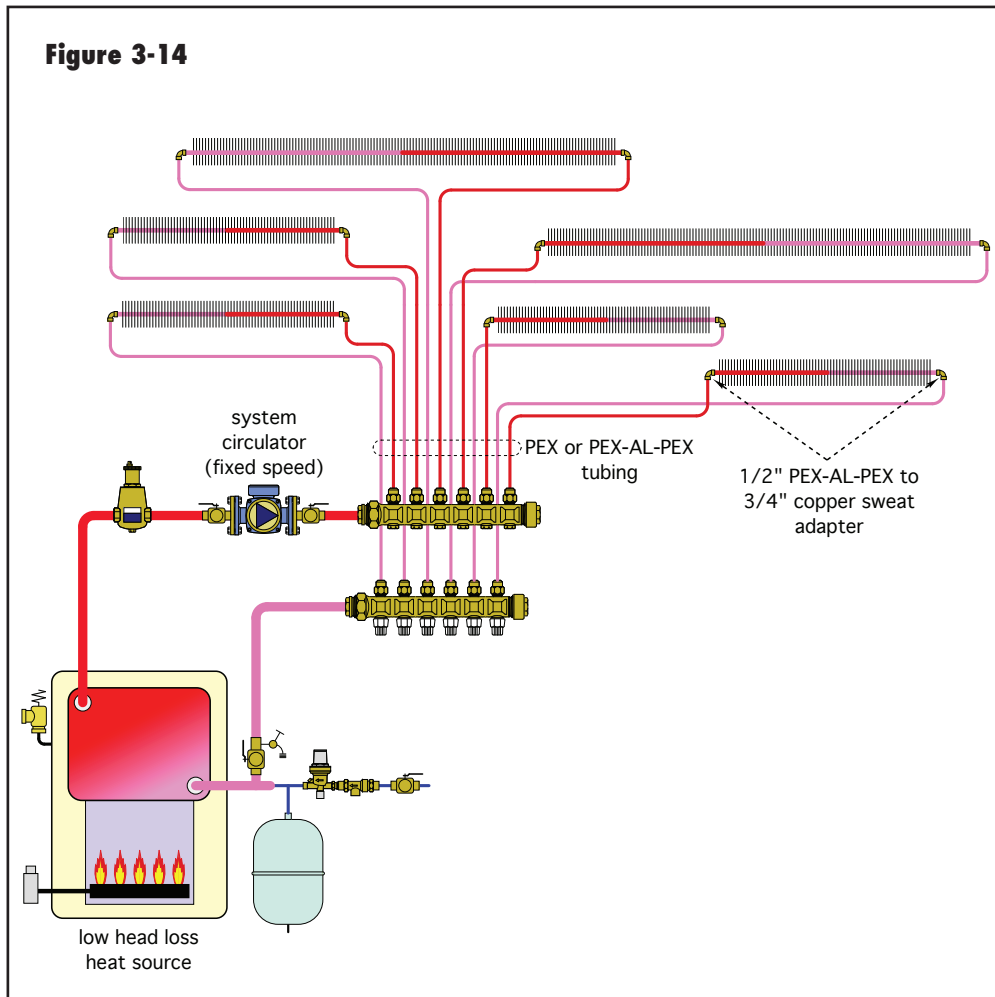 Figure 3-14
system
circulator
(fixed speed)
PEX or PEX-AL-PEX
tubing
1/2" PEX-AL-PEX to
3/4" copper sweat
adapter
low head loss
heat source